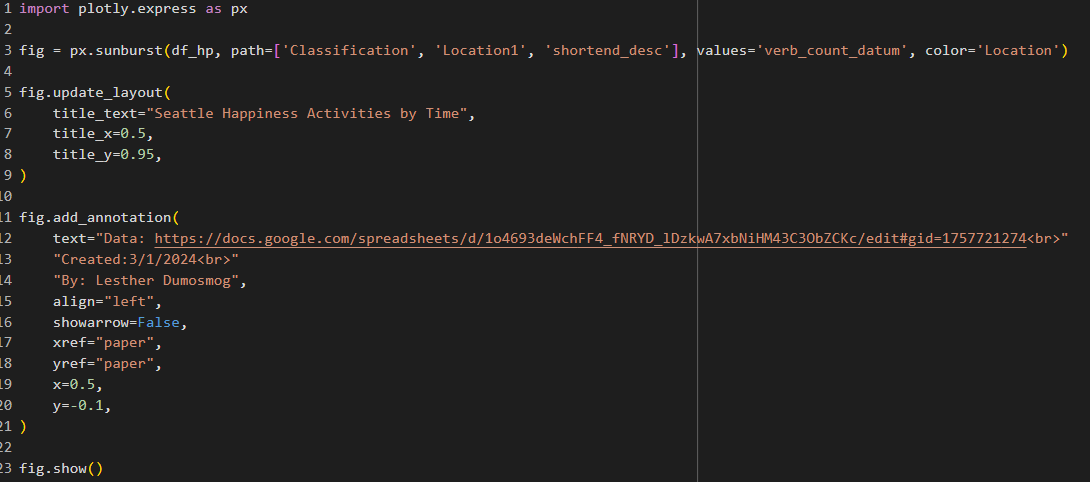 1 import plotly.express as px
2
3 fig = px.sunburst(df_hp, path=['Classification', 'Location1', 'shortend_desc'], values='verb_count_datum', color='Location')
4
5 fig.update_layout(
6     title_text="Seattle Happiness Activities by Time",
7     title_x=0.5,
8     title_y=0.95,
9 )
10
11 fig.add_annotation(
12     text="Data: https://docs.google.com/spreadsheets/d/1o4693deWchFF4_fNRYD_lDzkwA7xbNiHM43C3ObZCKc/edit#gid=1757721274<br>"
13     "Created:3/1/2024<br>"
14     "By: Lesther Dumosmog",
15     align="left",
16     showarrow=False,
17     xref="paper",
18     yref="paper",
19     x=0.5,
20     y=-0.1,
21 )
22
23 fig.show()